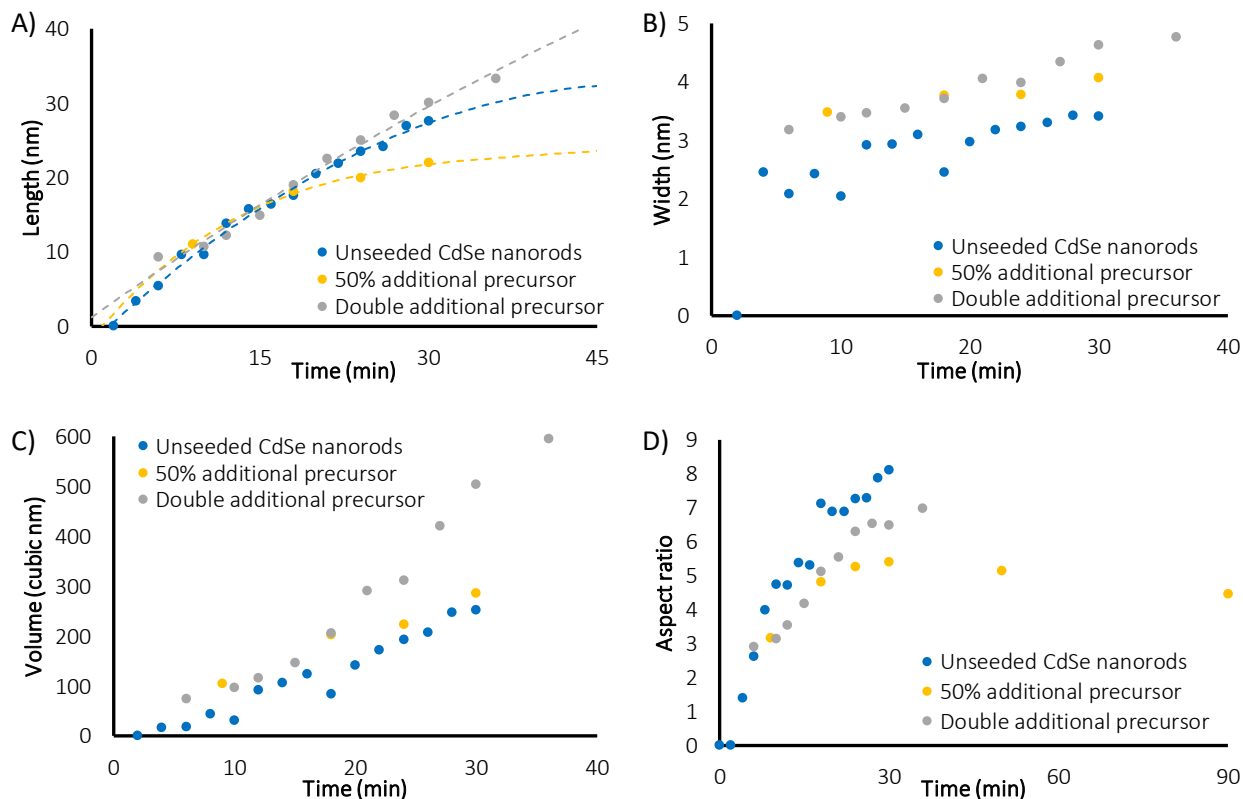 A)
40
30
20
10
0
Length (nm)
0 15 30 45
Time (min)
Unseeded CdSe nanorods
50% additional precursor
Double additional precursor
B)
5
4
3
2
1
0
Width (nm)
Unseeded CdSe nanorods
50% additional precursor
Double additional precursor
0 10 20 30 40
Time (min)
C)
600
500
400
300
200
100
0
Volume (cubic nm)
Unseeded CdSe nanorods
50% additional precursor
Double additional precursor
0 10 20 30 40
Time (min)
D)
9
8
7
6
5
4
3
2
1
0
Aspect ratio
Unseeded CdSe nanorods
50% additional precursor
Double additional precursor
0 30 60 90
Time (min)